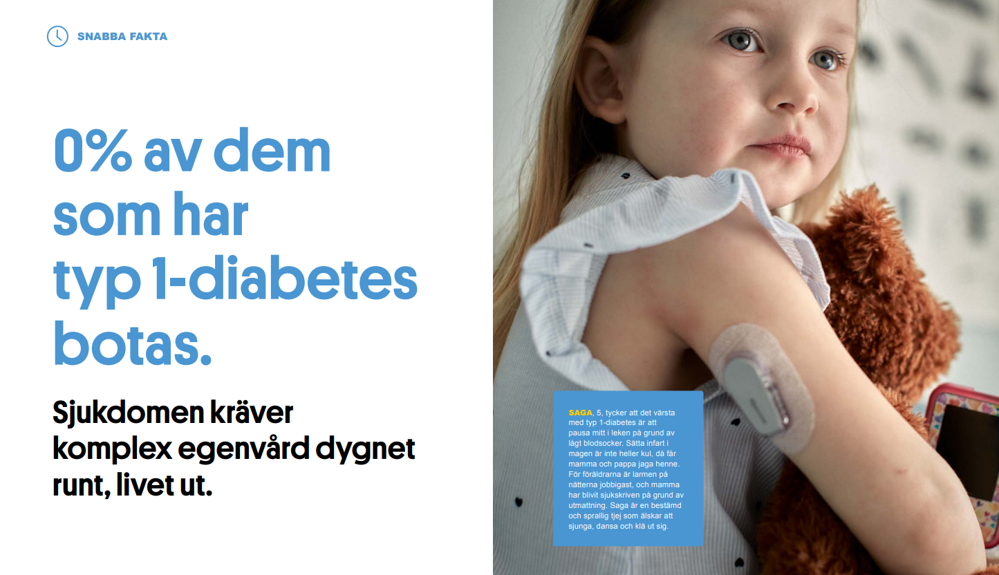 SNABBA FAKTA
0% av dem
som har
typ 1-diabetes
botas.
Sjukdomen kräver
komplex egenvård dygnet
runt, livet ut.
SAGA, 5, tycker att det värsta
med typ 1-diabetes är att
pausa mitt i leken på grund av
lågt blodsocker. Sätta infart i
magen är inte heller kul, då får
mamma och pappa jaga henne.
För föräldrarna är larmen på
nätterna jobbigast, och mamma
har blivit sjukskriven på grund av
utmattning. Saga är en bestämd
och sprallig tjej som älskar att
sjunga, dansa och klä ut sig.